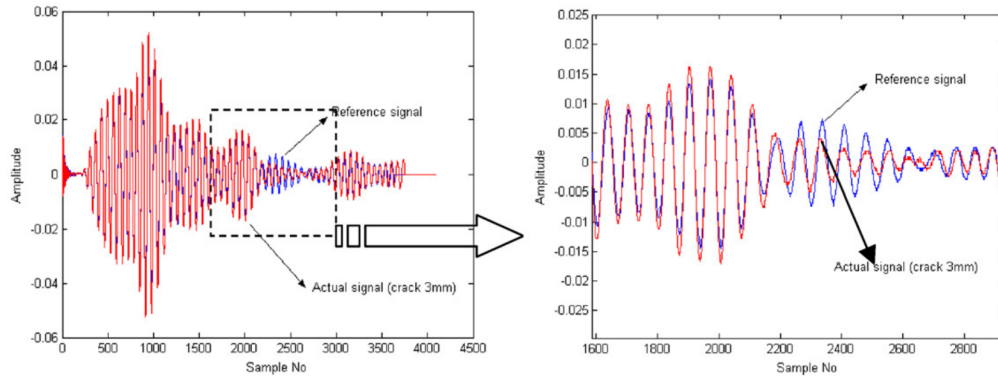 0.06
0.04
0.02
0
-0.02
-0.04
0.06
Amplitude
0 500 1000 1500 2000 2500 3000 3500 4000 4500
Sample No
Reference signal
Actual signal (crack 3mm)
0.025
0.02
0.015
0.01
0.005
0
-0.005
-0.01
-0.015
-0.02
-0.025
Amplitude
1600 1800 2000 2200 2400 2600 2800
Sample No
Reference signal
Actual signal (crack 3mm)